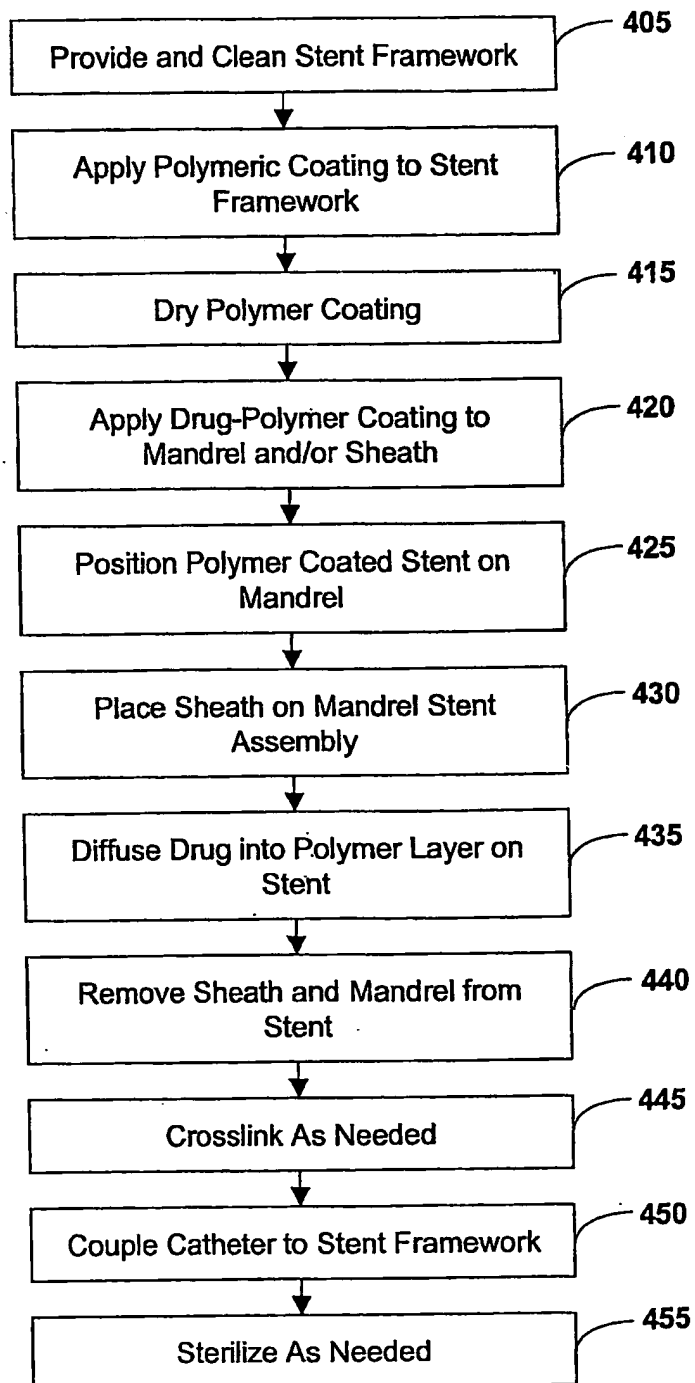 405
Provide and Clean Stent Framework
410
Apply Polymeric Coating to Stent
Framework
415
Dry Polymer Coating
420
Apply Drug-Polymer Coating to
Mandrel and/or Sheath
425
Position Polymer Coated Stent on
Mandrel
430
Place Sheath on Mandrel Stent
Assembly
435
Diffuse Drug into Polymer Layer on
Stent
440
Remove Sheath and Mandrel from
Stent
445
Crosslink As Needed
450
Couple Catheter to Stent Framework
455
Sterilize As Needed